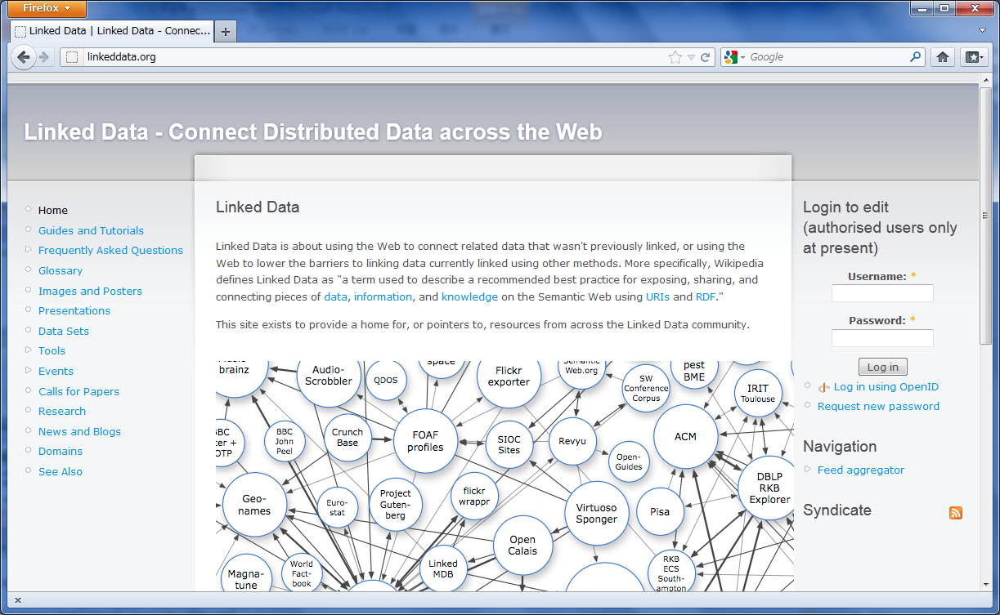 Firefox
Linked Data | Linked Data - Connec...
linkeddata.org
Google
Linked Data - Connect Distributed Data across the Web
Home
Guides and Tutorials
Frequently Asked Questions
Glossary
Images and Posters
Presentations
Data Sets
Tools
Events
Calls for Papers
Research
News and Blogs
Domains
See Also
Linked Data
Linked Data is about using the Web to connect related data that wasn't previously linked, or using the
Web to lower the barriers to linking data currently linked using other methods. More specifically, Wikipedia
defines Linked Data as "a term used to describe a recommended best practice for exposing, sharing, and
connecting pieces of data, information, and knowledge on the Semantic Web using URIs and RDF."
This site exists to provide a home for, or pointers to, resources from across the Linked Data community.
brainz
Audio-
Scrobbler
QDOS
space
Flickr
exporter
Semantic
Web.org
SW
Conference
Corpus
pest
BME
IRIT
Toulouse
BBC
John
Peel
Crunch
Base
FOAF
profiles
SIOC
Sites
Revyu
Open-
Guides
ACM
DBLP
RKB
Explorer
Geo-
names
Euro-
stat
Project
Guten-
berg
flickr
wrappr
Virtuoso
Sponger
Pisa
Open
Calais
Magna-
tune
World
Fact-
book
Linked
MDB
RKB
ECS
South-
ampton
Login to edit
(authorised users only
at present)
Username: *
Password: *
Log in
Log in using OpenID
Request new password
Navigation
Feed aggregator
Syndicate